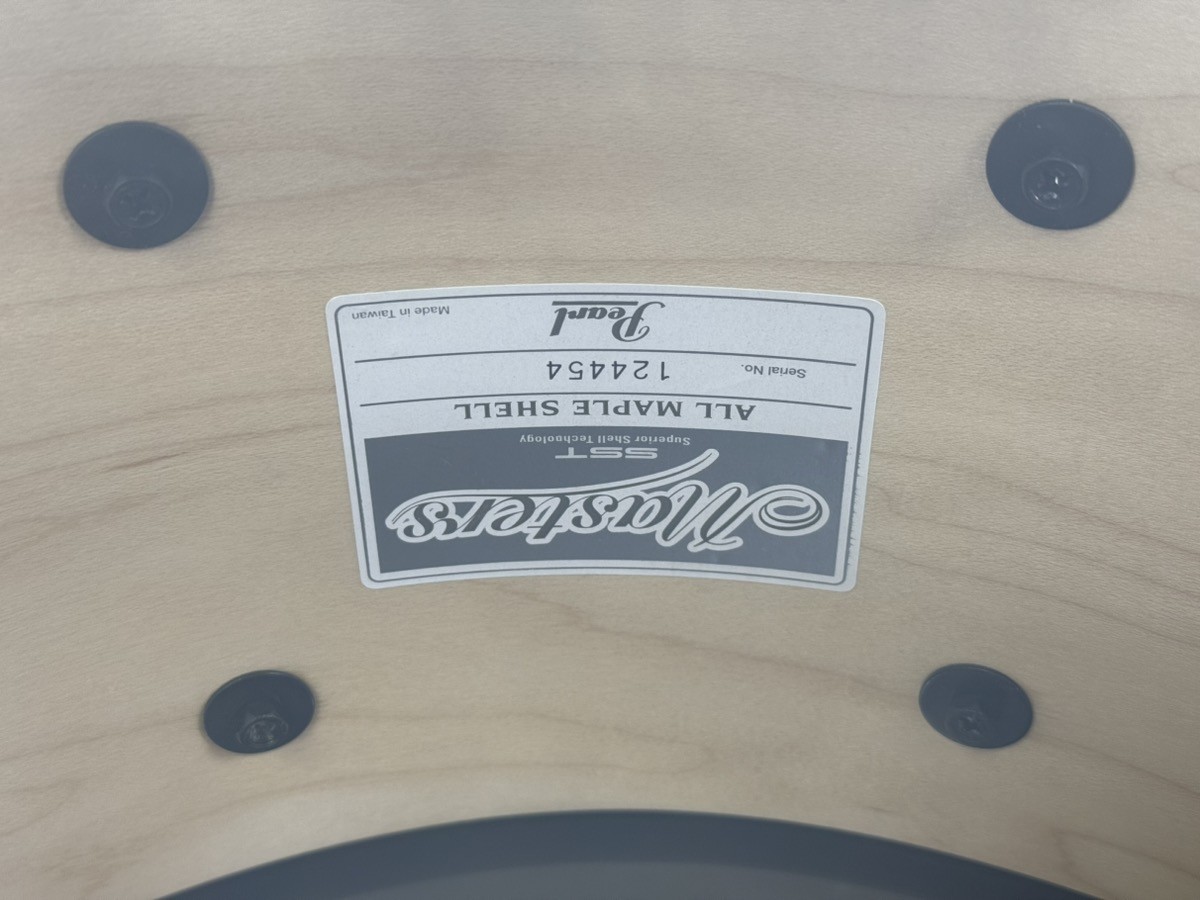 Masters
SST
Superior Shell Technology
ALL MAPLE SHELL
Serial No. 124454
Pearl
Made in Taiwan